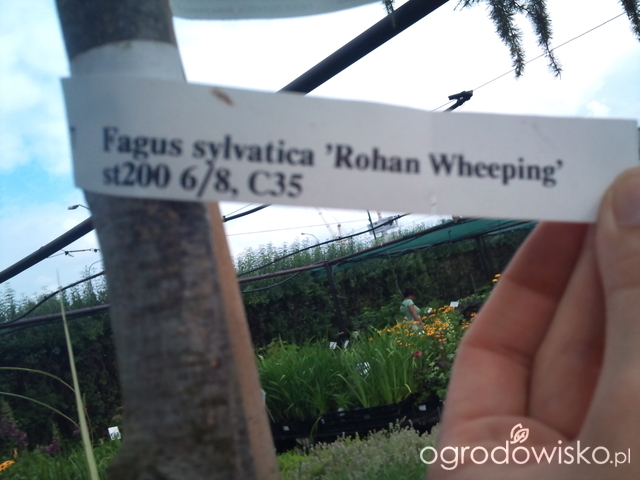 Fagus sylvatica 'Rohan Wheeping'
st200 6/8, C35
ogrodowisko.pl